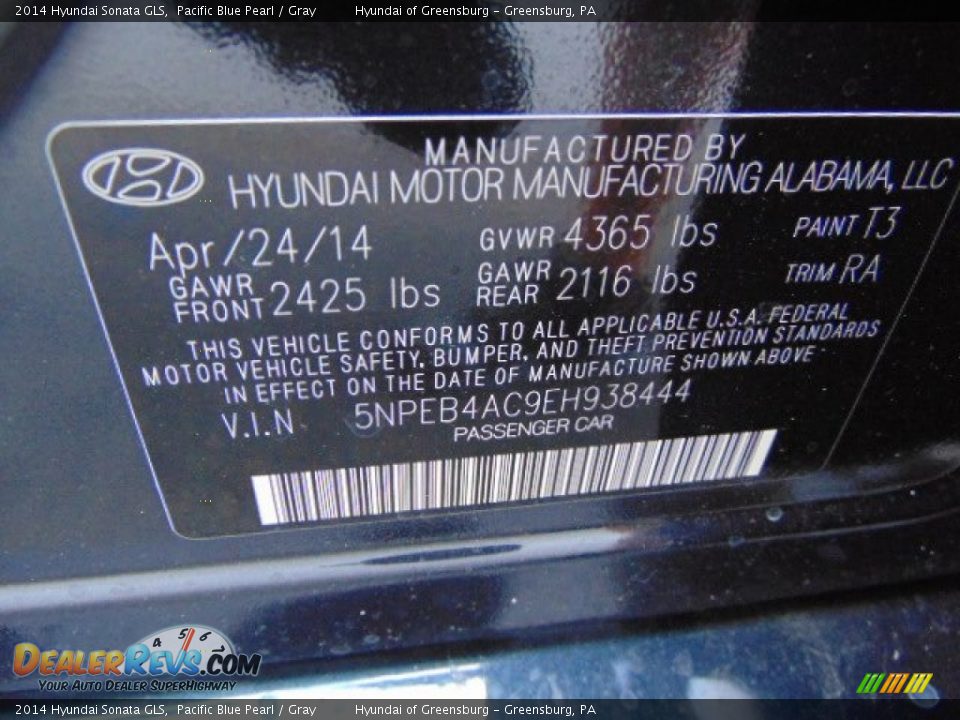 2014 Hyundai Sonata GLS, Pacific Blue Pearl / Gray Hyundai of Greensburg - Greensburg, PA
MANUFACTURED BY
HYUNDAI MOTOR MANUFACTURING ALABAMA, LLC
Apr/24/14 GVWR 4365 lbs PAINT T3
GAWR FRONT 2425 lbs GAWR REAR 2116 lbs TRIM RA
THIS VEHICLE CONFORMS TO ALL APPLICABLE U.S.A. FEDERAL
MOTOR VEHICLE SAFETY, BUMPER, AND THEFT PREVENTION STANDARDS
IN EFFECT ON THE DATE OF MANUFACTURE SHOWN ABOVE
V.I.N 5NPEB4AC9EH938444
PASSENGER CAR
4 5 6
DEALERREVS.COM
YOUR AUTO DEALER SUPERHIGHWAY
2014 Hyundai Sonata GLS, Pacific Blue Pearl / Gray Hyundai of Greensburg - Greensburg, PA